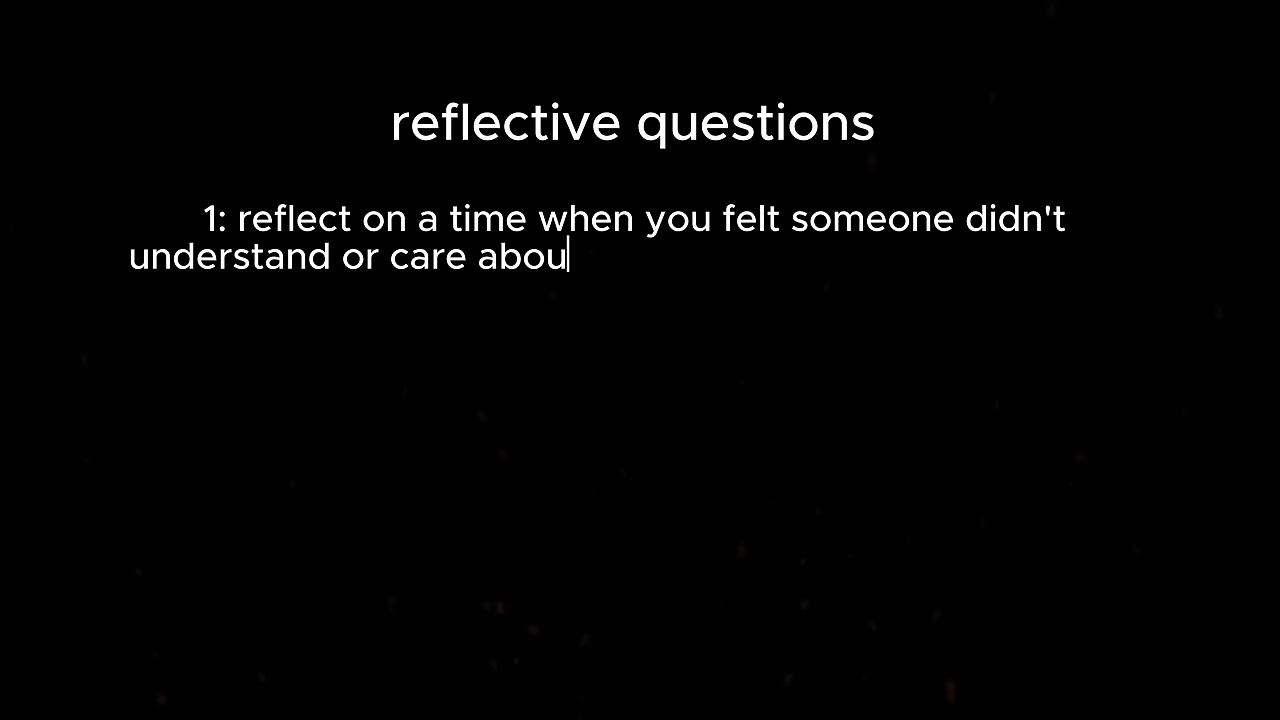 reflective questions
1: reflect on a time when you felt someone didn't
understand or care abou